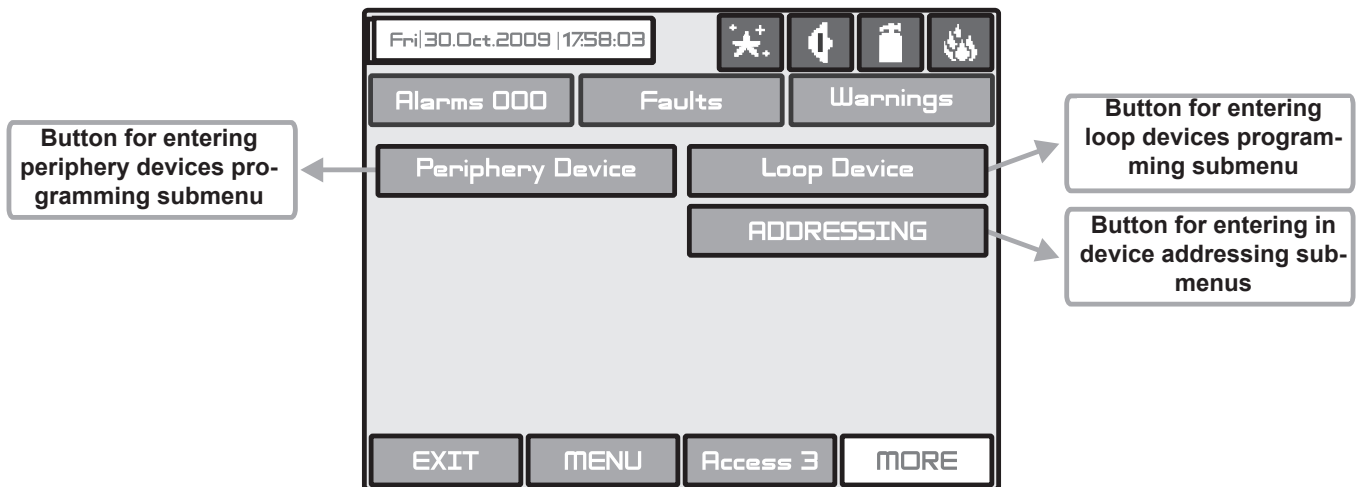 Fri|30.Oct.2009 |17:58:03
Alarms 000
Faults
Warnings
Button for entering
periphery devices pro-
gramming submenu
Periphery Device
Loop Device
Button for entering
loop devices program-
ming submenu
ADDRESSING
Button for entering in
device addressing sub-
menus
EXIT
MENU
Access 3
MORE